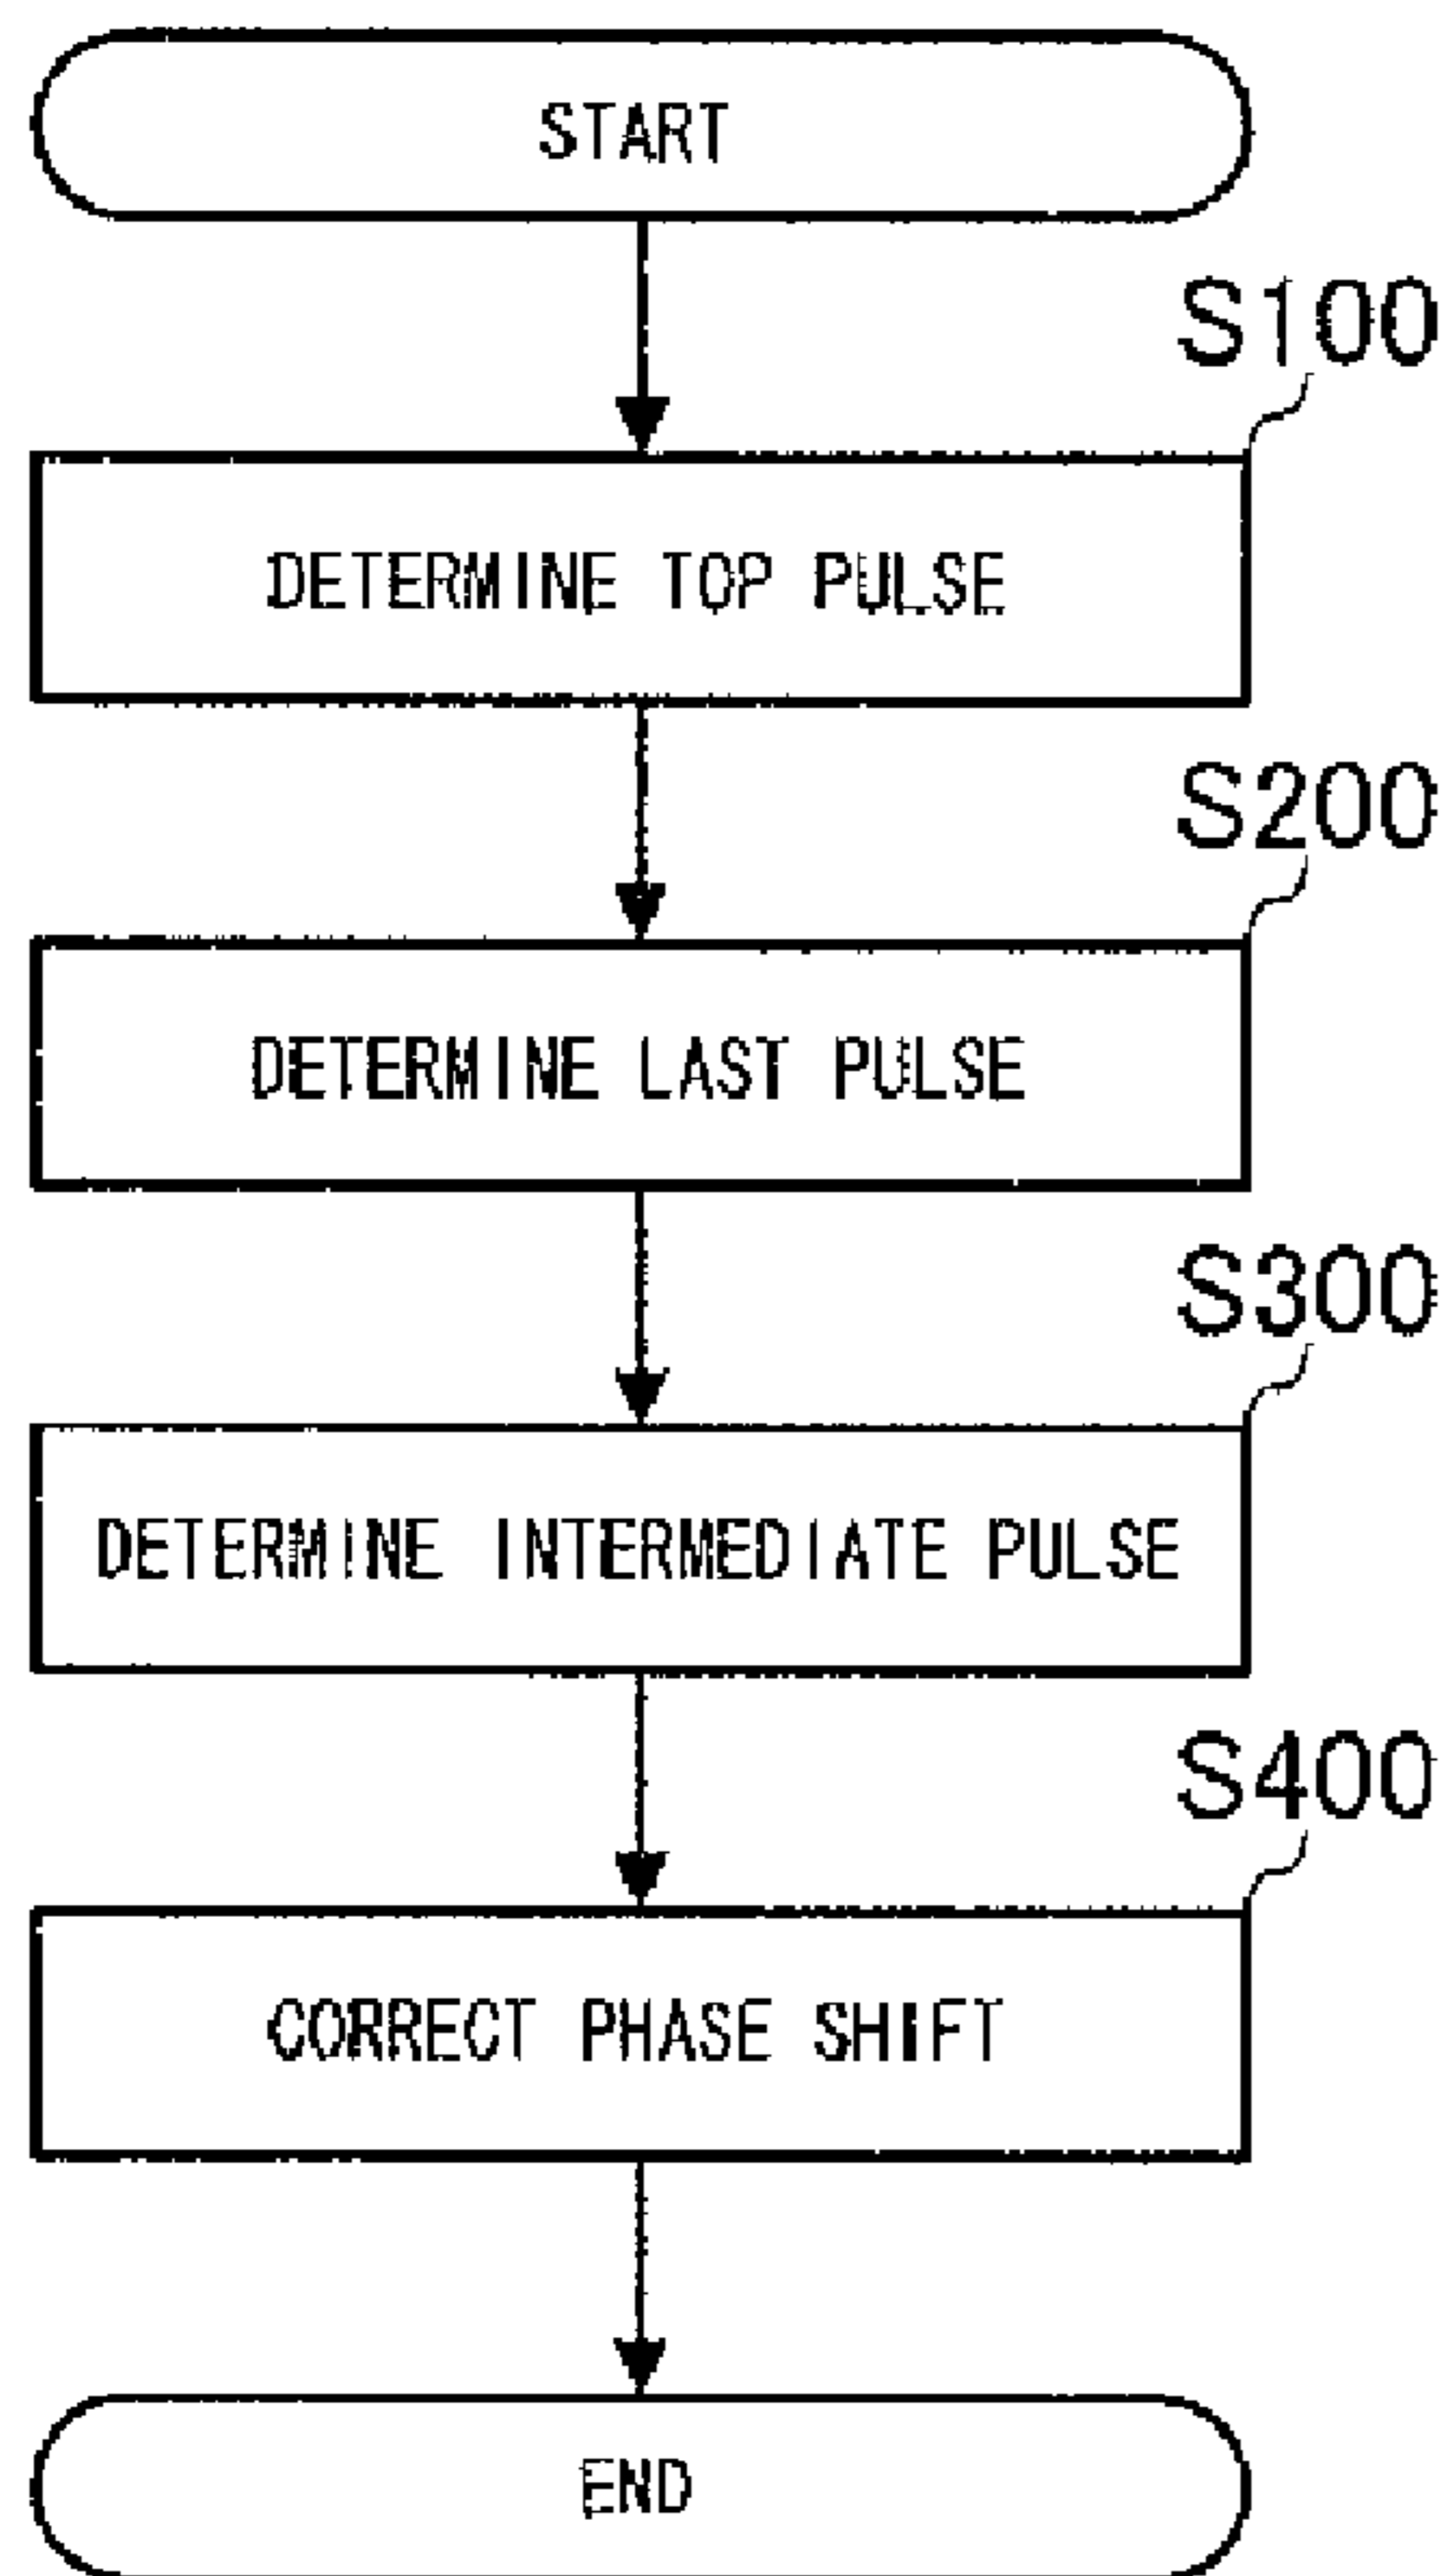 START
S100
DETERMINE TOP PULSE
S200
DETERMINE LAST PULSE
S300
DETERMINE INTERMEDIATE PULSE
S400
CORRECT PHASE SHIFT
END